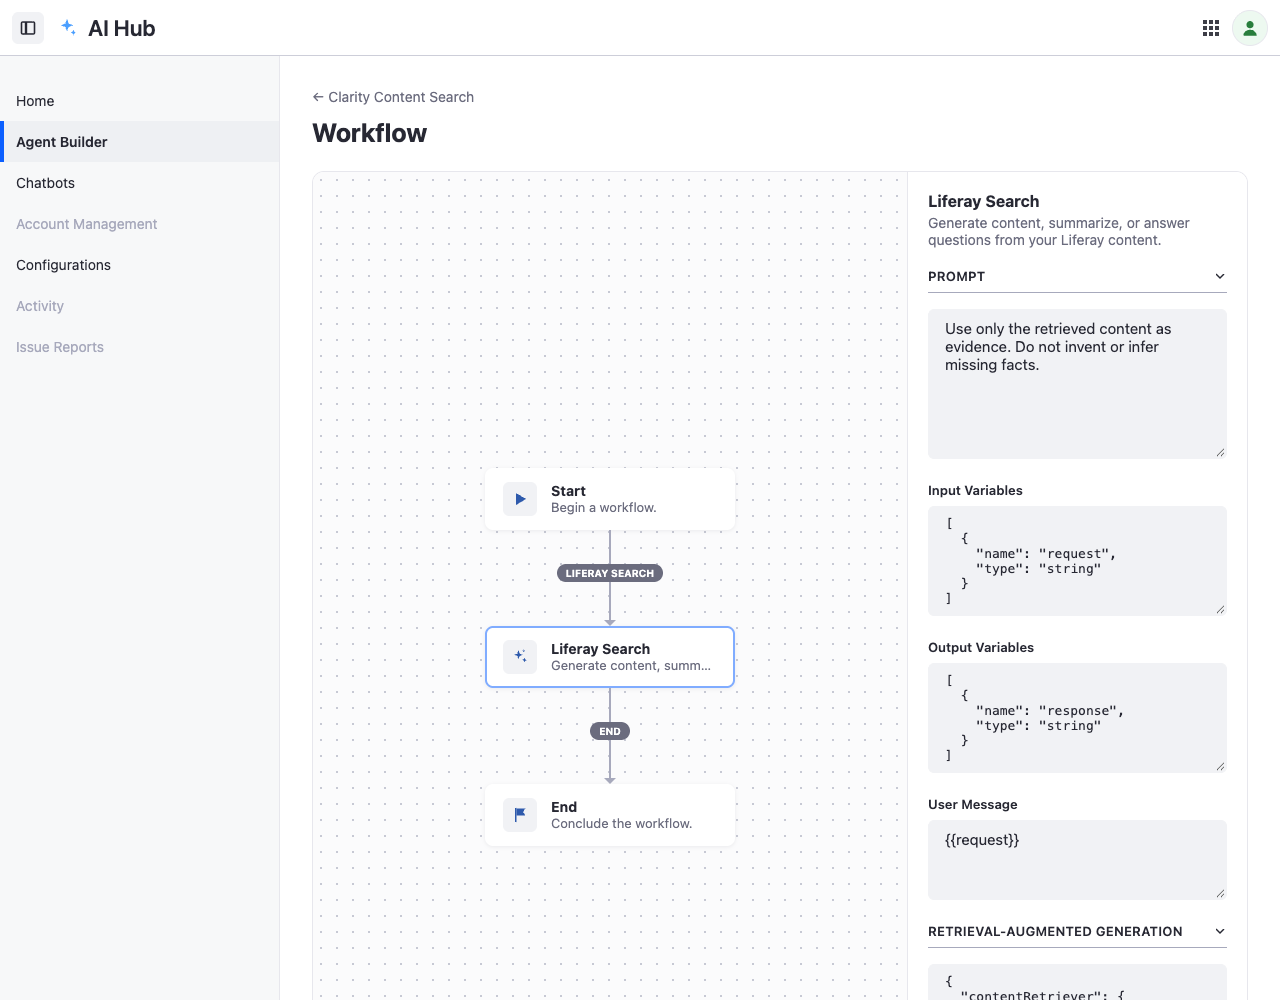 AI Hub
Home
Agent Builder
Chatbots
Account Management
Configurations
Activity
Issue Reports
← Clarity Content Search
Workflow
Start
Begin a workflow.
LIFERAY SEARCH
Liferay Search
Generate content, summ...
END
End
Conclude the workflow.
Liferay Search
Generate content, summarize, or answer
questions from your Liferay content.
PROMPT
Use only the retrieved content as
evidence. Do not invent or infer
missing facts.
Input Variables
[
  {
    "name": "request",
    "type": "string"
  }
]
Output Variables
[
  {
    "name": "response",
    "type": "string"
  }
]
User Message
{{request}}
RETRIEVAL-AUGMENTED GENERATION
{
  "contentRetriever": {